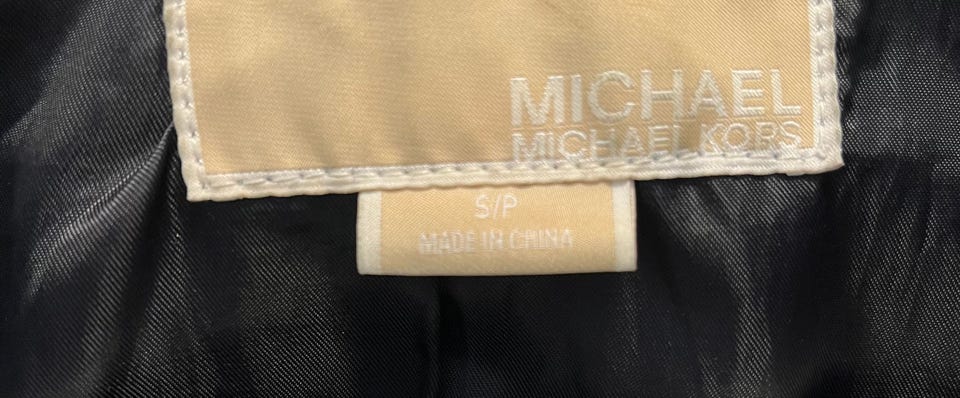 MICHAEL
MICHAEL KORS
S/P
MADE IN CHINA